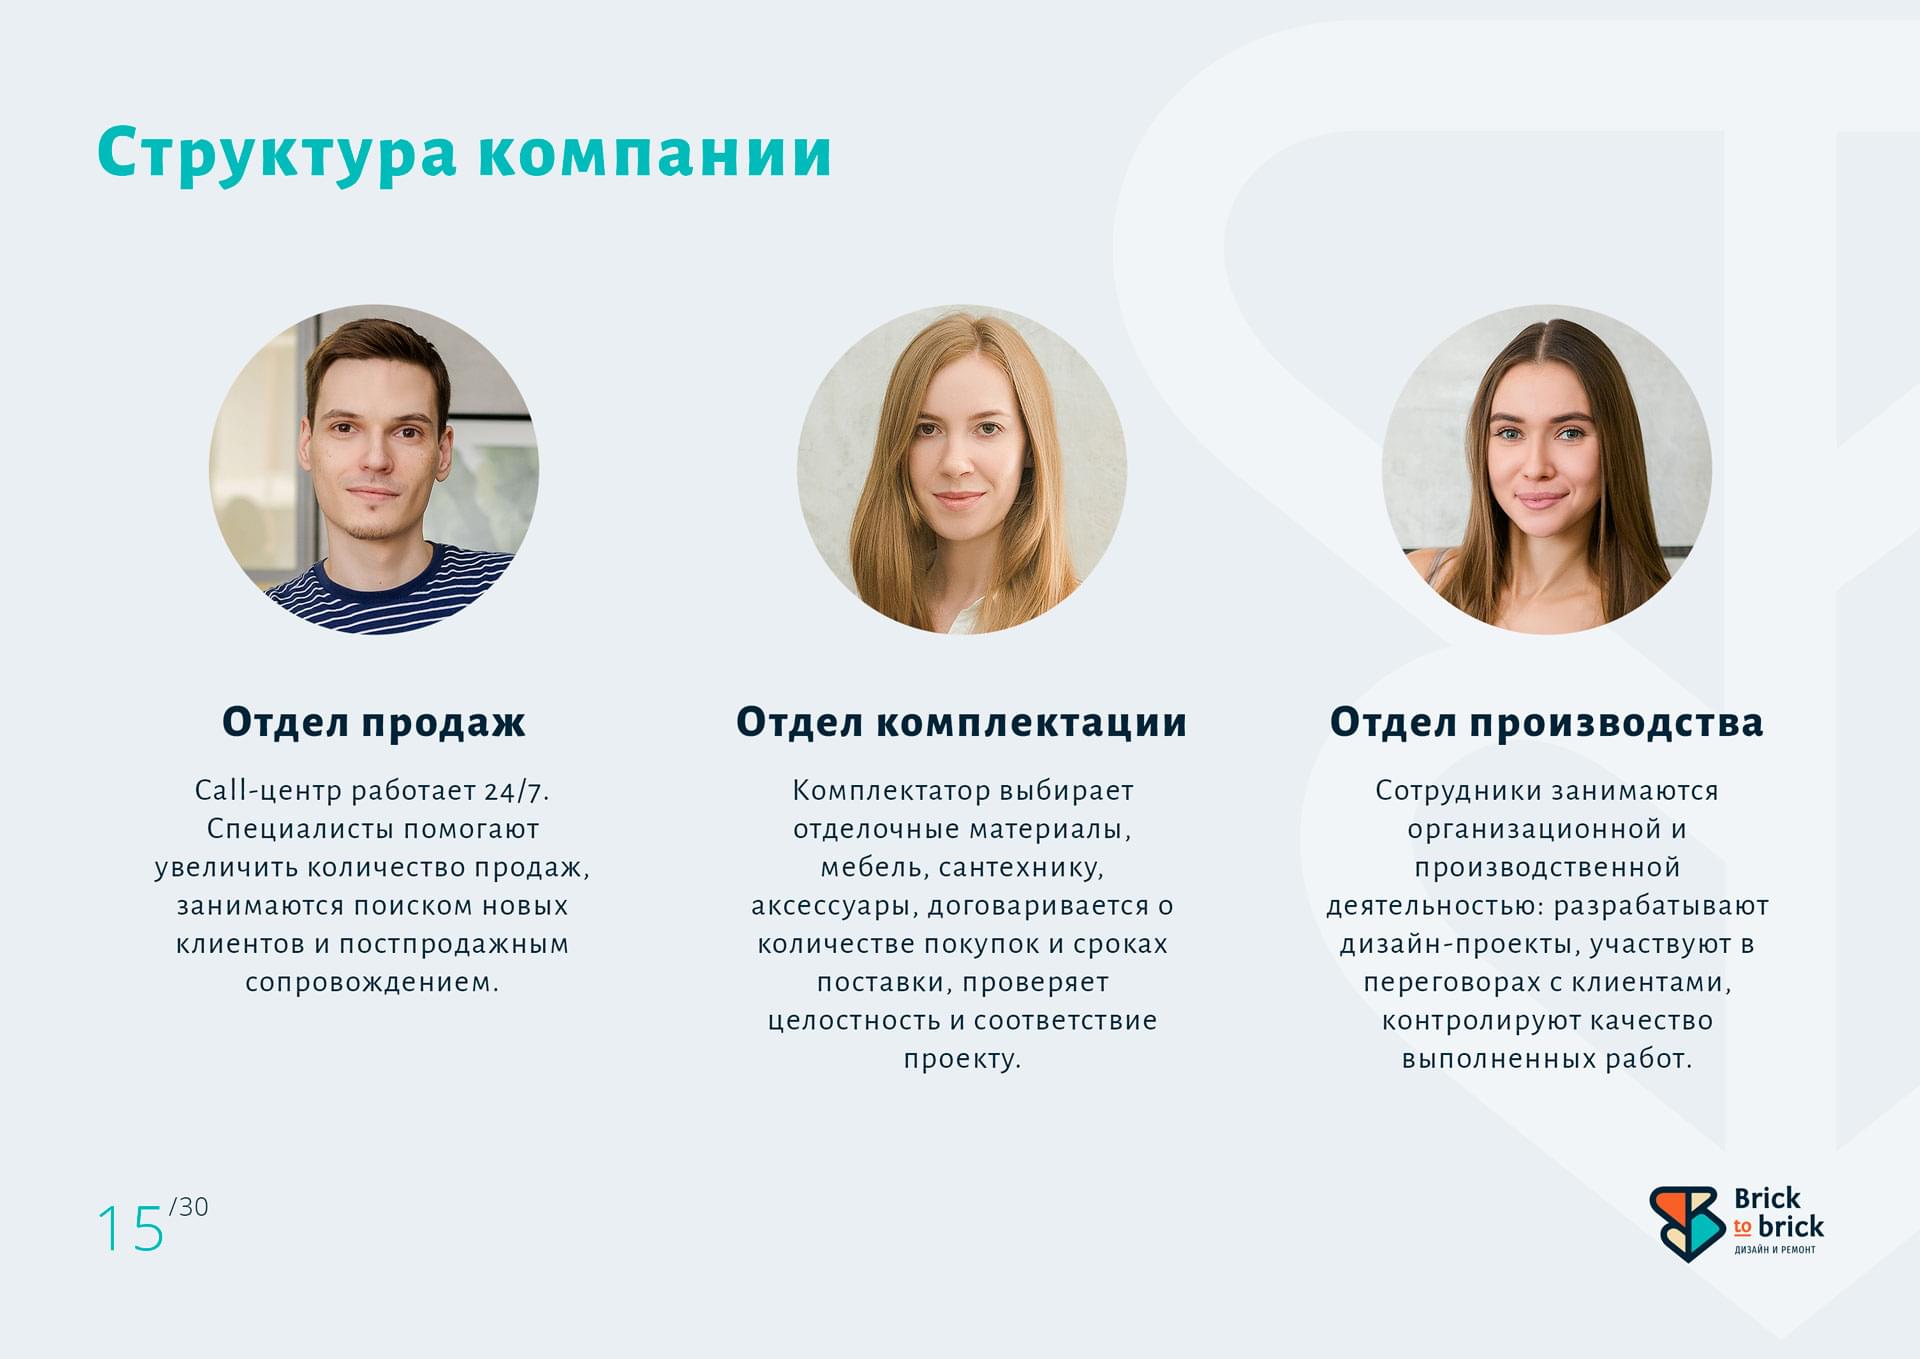 Структура компании
Отдел продаж
Call-центр работает 24/7.
Специалисты помогают
увеличить количество продаж,
занимаются поиском новых
клиентов и постпродажным
сопровождением.
Отдел комплектации
Комплектатор выбирает
отделочные материалы,
мебель, сантехнику,
аксессуары, договаривается о
количестве покупок и сроках
поставки, проверяет
целостность и соответствие
проекту.
Отдел производства
Сотрудники занимаются
организационной и
производственной
деятельностью: разрабатывают
дизайн-проекты, участвуют в
переговорах с клиентами,
контролируют качество
выполненных работ.
15/30
Brick
to brick
ДИЗАЙН И РЕМОНТ